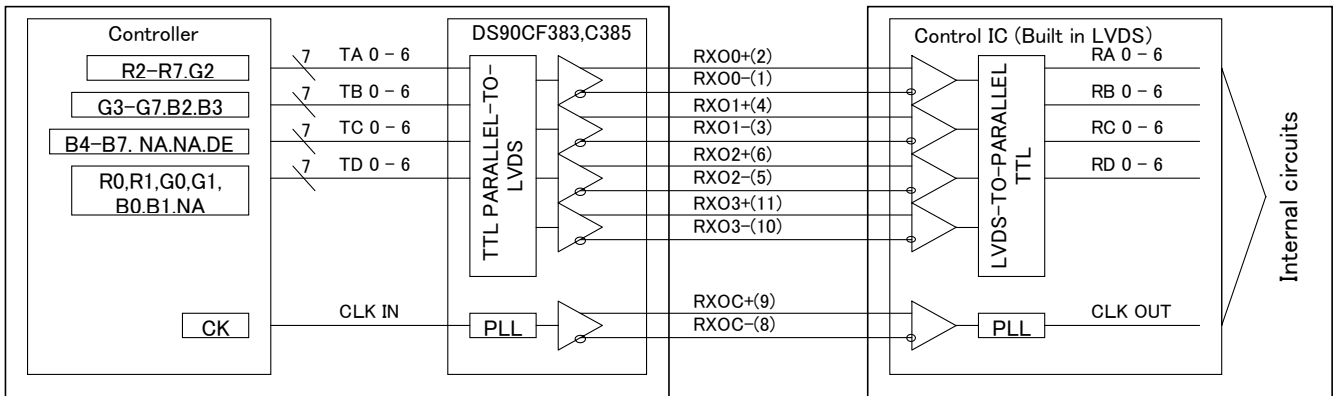 Controller
R2-R7.G2
G3-G7.B2.B3
B4-B7. NA.NA.DE
R0,R1,G0,G1,
B0.B1.NA
CK
7
TA 0 - 6
7
TB 0 - 6
7
TC 0 - 6
7
TD 0 - 6
CLK IN
DS90CF383,C385
TTL PARALLEL-TO-
LVDS
PLL
RXO0+(2)
RXO0-(1)
RXO1+(4)
RXO1-(3)
RXO2+(6)
RXO2-(5)
RXO3+(11)
RXO3-(10)
RXOC+(9)
RXOC-(8)
Control IC (Built in LVDS)
LVDS-TO-PARALLEL
TTL
PLL
RA 0 - 6
RB 0 - 6
RC 0 - 6
RD 0 - 6
CLK OUT
Internal circuits